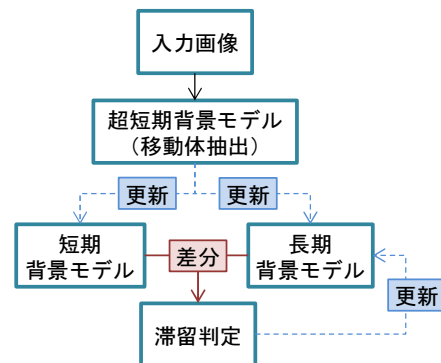 入力画像
超短期背景モデル
（移動体抽出）
更新
更新
短期
背景モデル
差分
長期
背景モデル
更新
滞留判定